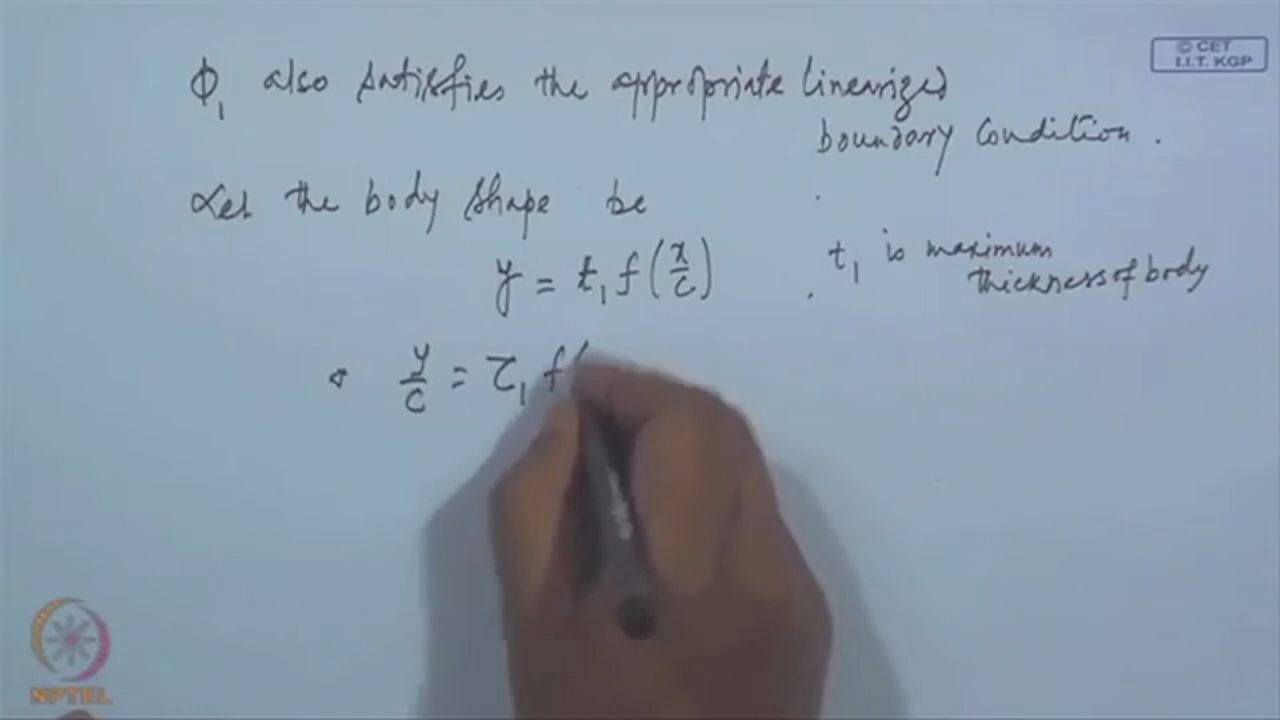 © CET
I.I.T. KGP
ϕ₁ also satisfies the appropriate linearized
boundary condition.
Let the body shape be
y = t₁ f(x/c)
t₁ is maximum
thickness of body
y/c = τ₁ f(
NPTEL